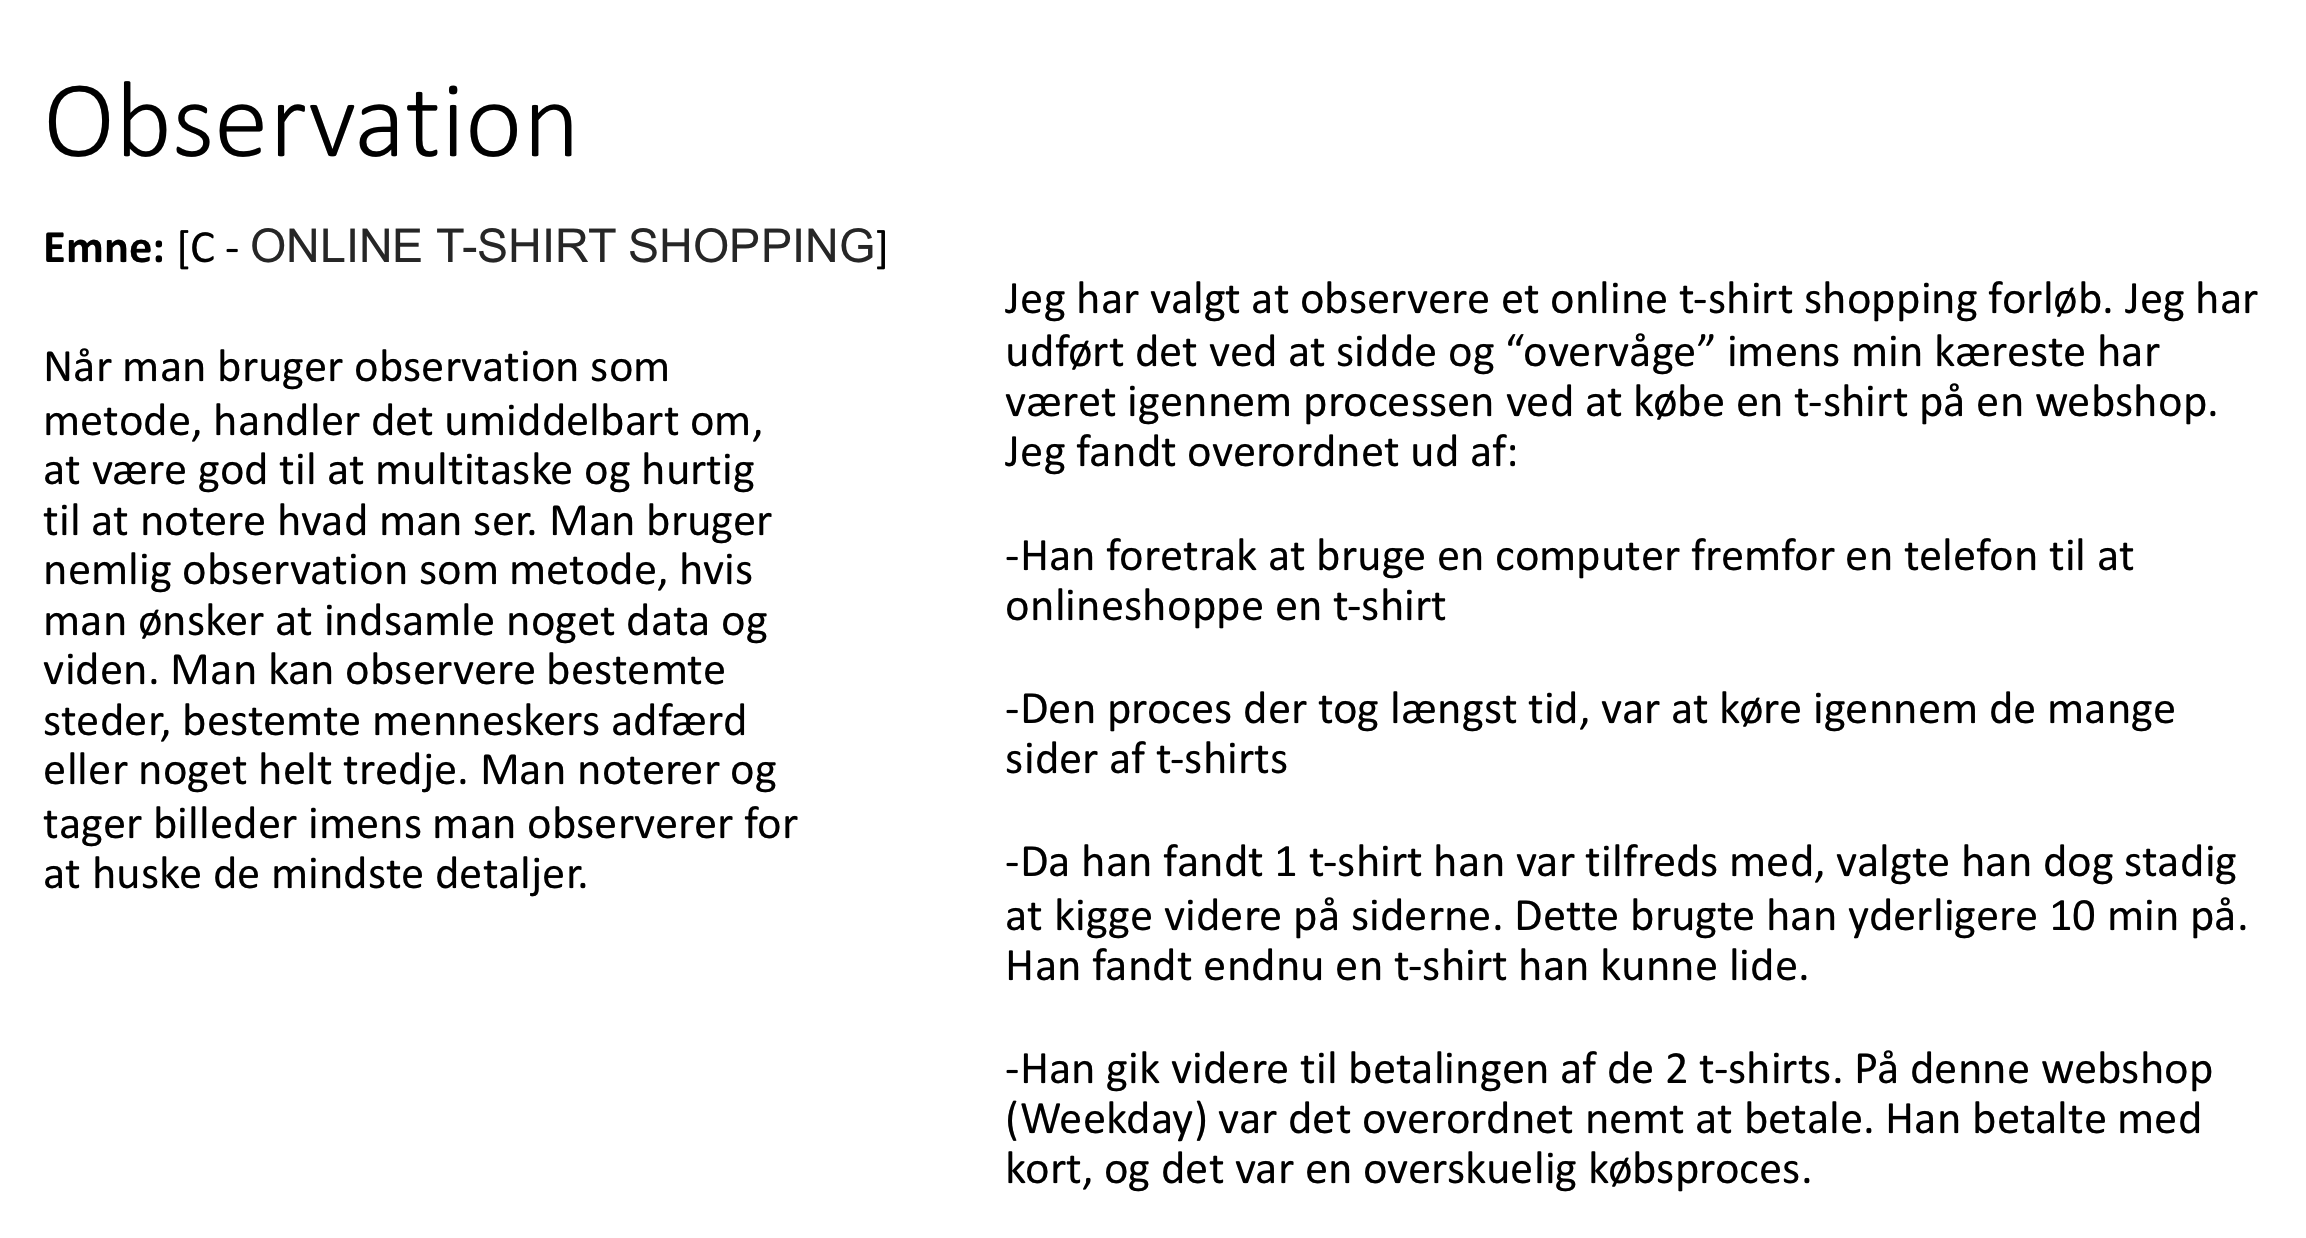 Observation
Emne: [C - ONLINE T-SHIRT SHOPPING]
Når man bruger observation som
metode, handler det umiddelbart om,
at være god til at multitaske og hurtig
til at notere hvad man ser. Man bruger
nemlig observation som metode, hvis
man ønsker at indsamle noget data og
viden. Man kan observere bestemte
steder, bestemte menneskers adfærd
eller noget helt tredje. Man noterer og
tager billeder imens man observerer for
at huske de mindste detaljer.
Jeg har valgt at observere et online t-shirt shopping forløb. Jeg har
udført det ved at sidde og “overvåge” imens min kæreste har
været igennem processen ved at købe en t-shirt på en webshop.
Jeg fandt overordnet ud af:
-Han foretrak at bruge en computer fremfor en telefon til at
onlineshoppe en t-shirt
-Den proces der tog længst tid, var at køre igennem de mange
sider af t-shirts
-Da han fandt 1 t-shirt han var tilfreds med, valgte han dog stadig
at kigge videre på siderne. Dette brugte han yderligere 10 min på.
Han fandt endnu en t-shirt han kunne lide.
-Han gik videre til betalingen af de 2 t-shirts. På denne webshop
(Weekday) var det overordnet nemt at betale. Han betalte med
kort, og det var en overskuelig købsproces.